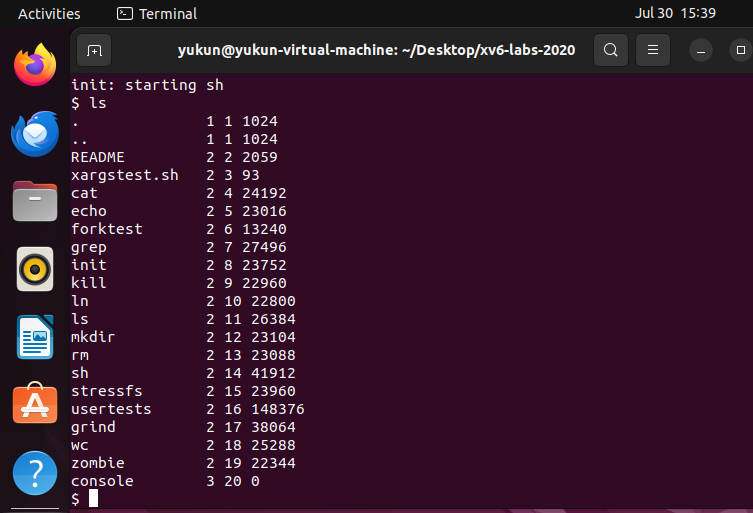 Activities
Terminal
Jul 30 15:39
yukun@yukun-virtual-machine: ~/Desktop/xv6-labs-2020
init: starting sh
$ ls
. 1 1 1024
.. 1 1 1024
README 2 2 2059
xargstest.sh 2 3 93
cat 2 4 24192
echo 2 5 23016
forktest 2 6 13240
grep 2 7 27496
init 2 8 23752
kill 2 9 22960
ln 2 10 22800
ls 2 11 26384
mkdir 2 12 23104
rm 2 13 23088
sh 2 14 41912
stressfs 2 15 23960
usertests 2 16 148376
grind 2 17 38064
wc 2 18 25288
zombie 2 19 22344
console 3 20 0
$